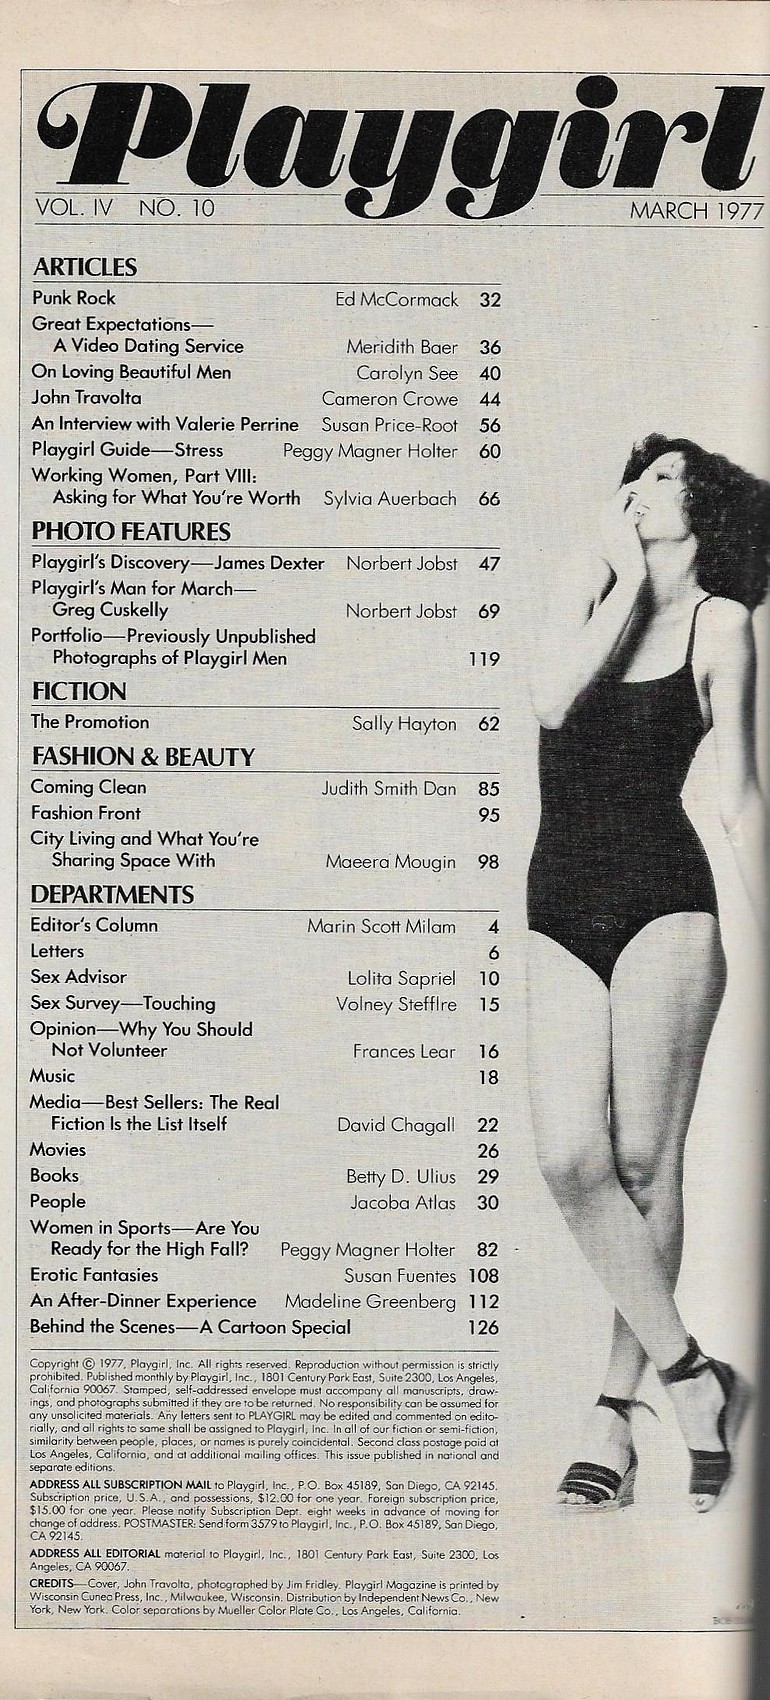 Playgirl
VOL. IV NO. 10 MARCH 1977
ARTICLES
Punk Rock Ed McCormack 32
Great Expectations—
A Video Dating Service Meridith Baer 36
On Loving Beautiful Men Carolyn See 40
John Travolta Cameron Crowe 44
An Interview with Valerie Perrine Susan Price-Root 56
Playgirl Guide—Stress Peggy Magner Holter 60
Working Women, Part VIII:
Asking for What You're Worth Sylvia Auerbach 66
PHOTO FEATURES
Playgirl's Discovery—James Dexter Norbert Jobst 47
Playgirl's Man for March—
Greg Cuskelly Norbert Jobst 69
Portfolio—Previously Unpublished
Photographs of Playgirl Men 119
FICTION
The Promotion Sally Hayton 62
FASHION & BEAUTY
Coming Clean Judith Smith Dan 85
Fashion Front 95
City Living and What You're
Sharing Space With Maeera Mougin 98
DEPARTMENTS
Editor's Column Marin Scott Milam 4
Letters 6
Sex Advisor Lolita Sapriel 10
Sex Survey—Touching Volney Stefflre 15
Opinion—Why You Should
Not Volunteer Frances Lear 16
Music 18
Media—Best Sellers: The Real
Fiction Is the List Itself David Chagall 22
Movies 26
Books Betty D. Ulius 29
People Jacoba Atlas 30
Women in Sports—Are You
Ready for the High Fall? Peggy Magner Holter 82
Erotic Fantasies Susan Fuentes 108
An After-Dinner Experience Madeline Greenberg 112
Behind the Scenes—A Cartoon Special 126
Copyright © 1977, Playgirl, Inc. All rights reserved. Reproduction without permission is strictly
prohibited. Published monthly by Playgirl, Inc., 1801 Century Park East, Suite 2300, Los Angeles,
California 90067. Stamped, self-addressed envelope must accompany all manuscripts, draw-
ings, and photographs submitted if they are to be returned. No responsibility can be assumed for
any unsolicited materials. Any letters sent to PLAYGIRL may be edited and commented on edito-
rially, and all rights to same shall be assigned to Playgirl, Inc. In all of our fiction or semi-fiction,
similarity between people, places, or names is purely coincidental. Second class postage paid at
Los Angeles, California, and at additional mailing offices. This issue published in national and
separate editions.
ADDRESS ALL SUBSCRIPTION MAIL to Playgirl, Inc., P.O. Box 45189, San Diego, CA 92145.
Subscription price, U.S.A., and possessions, $12.00 for one year. Foreign subscription price,
$15.00 for one year. Please notify Subscription Dept. eight weeks in advance of moving for
change of address. POSTMASTER: Send form 3579 to Playgirl, Inc., P.O. Box 45189, San Diego,
CA 92145.
ADDRESS ALL EDITORIAL material to Playgirl, Inc., 1801 Century Park East, Suite 2300, Los
Angeles, CA 90067.
CREDITS—Cover, John Travolta, photographed by Jim Fridley. Playgirl Magazine is printed by
Wisconsin Cuneo Press, Inc., Milwaukee, Wisconsin. Distribution by Independent News Co., New
York, New York. Color separations by Mueller Color Plate Co., Los Angeles, California.